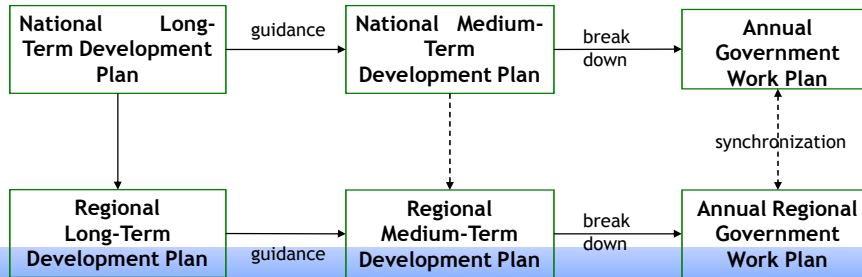 National Long-
Term Development
Plan
guidance
National Medium-
Term
Development Plan
break
down
Annual
Government
Work Plan
synchronization
Regional
Long-Term
Development Plan
guidance
Regional
Medium-Term
Development Plan
break
down
Annual Regional
Government
Work Plan